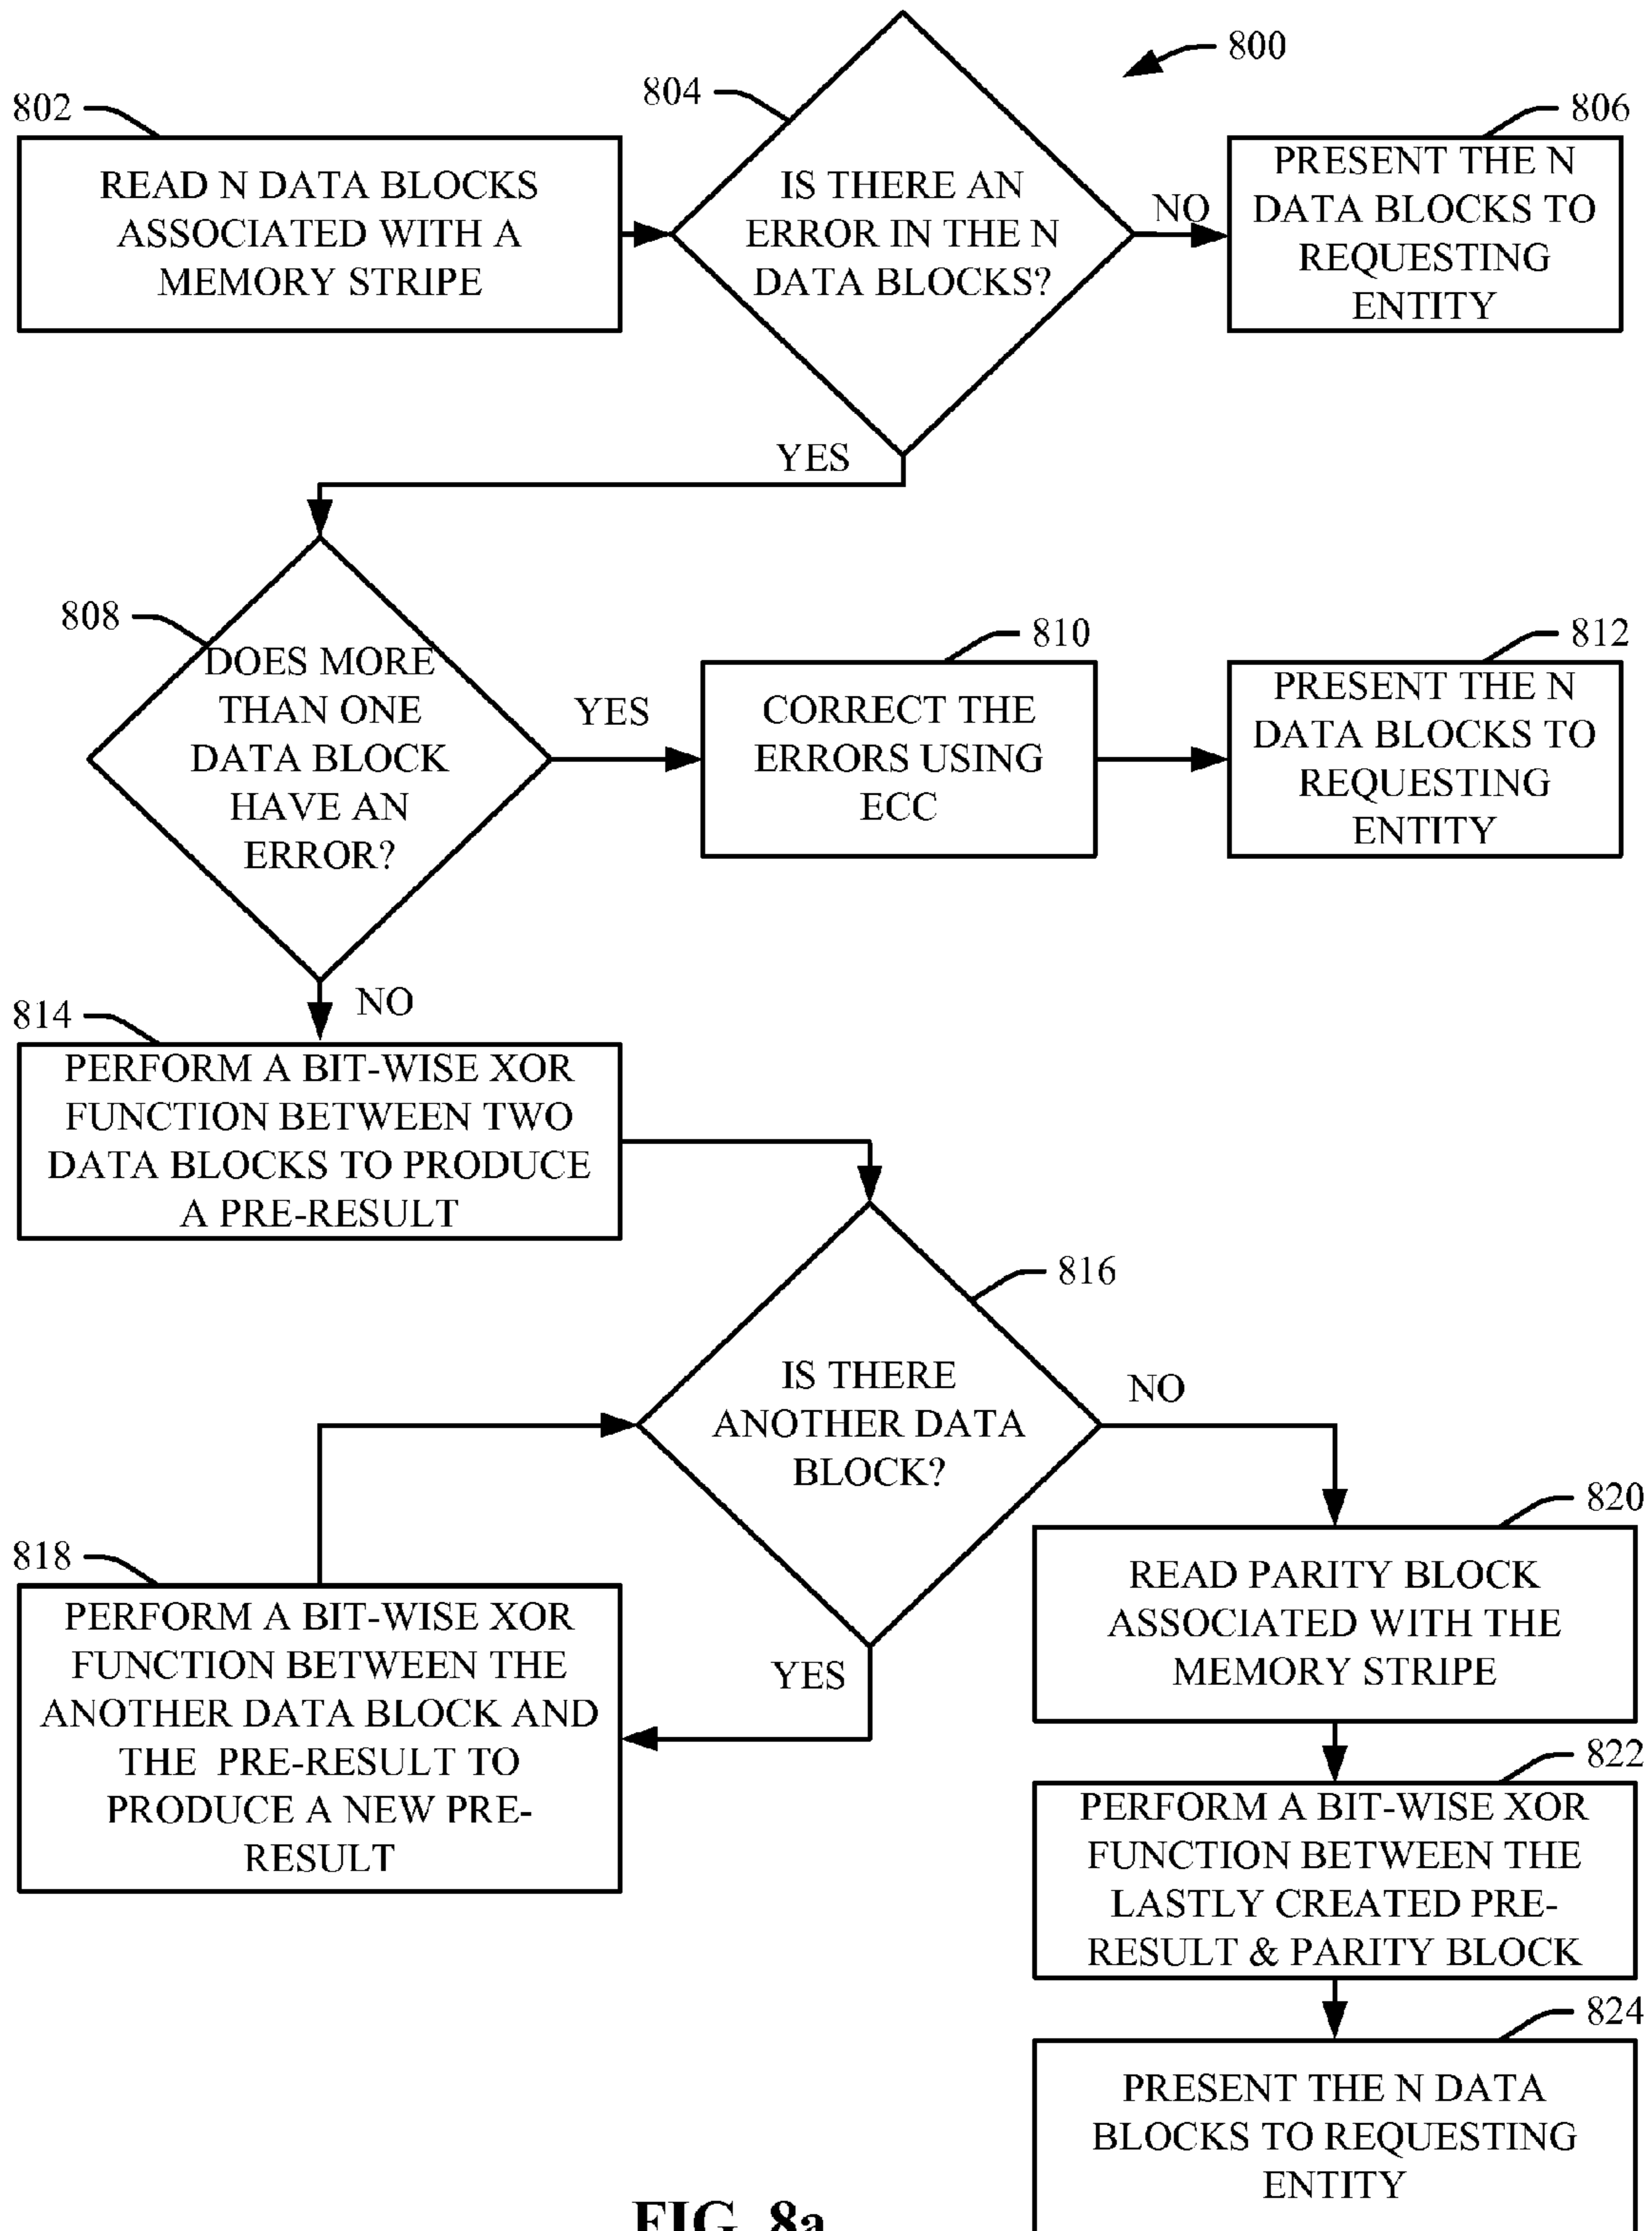 800
802
READ N DATA BLOCKS
ASSOCIATED WITH A
MEMORY STRIPE
804
IS THERE AN
ERROR IN THE N
DATA BLOCKS?
NO
806
PRESENT THE N
DATA BLOCKS TO
REQUESTING
ENTITY
YES
808
DOES MORE
THAN ONE
DATA BLOCK
HAVE AN
ERROR?
YES
810
CORRECT THE
ERRORS USING
ECC
812
PRESENT THE N
DATA BLOCKS TO
REQUESTING
ENTITY
NO
814
PERFORM A BIT-WISE XOR
FUNCTION BETWEEN TWO
DATA BLOCKS TO PRODUCE
A PRE-RESULT
816
IS THERE
ANOTHER DATA
BLOCK?
NO
YES
818
PERFORM A BIT-WISE XOR
FUNCTION BETWEEN THE
ANOTHER DATA BLOCK AND
THE PRE-RESULT TO
PRODUCE A NEW PRE-
RESULT
820
READ PARITY BLOCK
ASSOCIATED WITH THE
MEMORY STRIPE
822
PERFORM A BIT-WISE XOR
FUNCTION BETWEEN THE
LASTLY CREATED PRE-
RESULT & PARITY BLOCK
824
PRESENT THE N DATA
BLOCKS TO REQUESTING
ENTITY
FIG. 8a